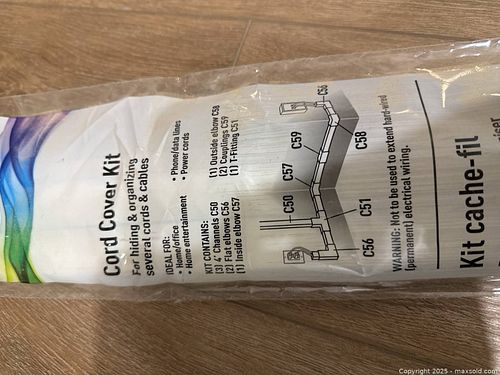 Cord Cover Kit
For hiding & organizing
several cords & cables
IDEAL FOR:
• Home/office
• Home entertainment
• Phone/data lines
• Power cords
KIT CONTAINS:
(3) 4' Channels C50
(2) Flat elbows C56
(1) Inside elbow C57
(1) Outside elbow C58
(2) Couplings C59
(1) T-Fitting C51
C50
C57
C59
C56
C56
C51
C58
WARNING: Not to be used to extend hard-wired
(permanent) electrical wiring.
Kit cache-fil
Copyright 2025 - maxsold.com